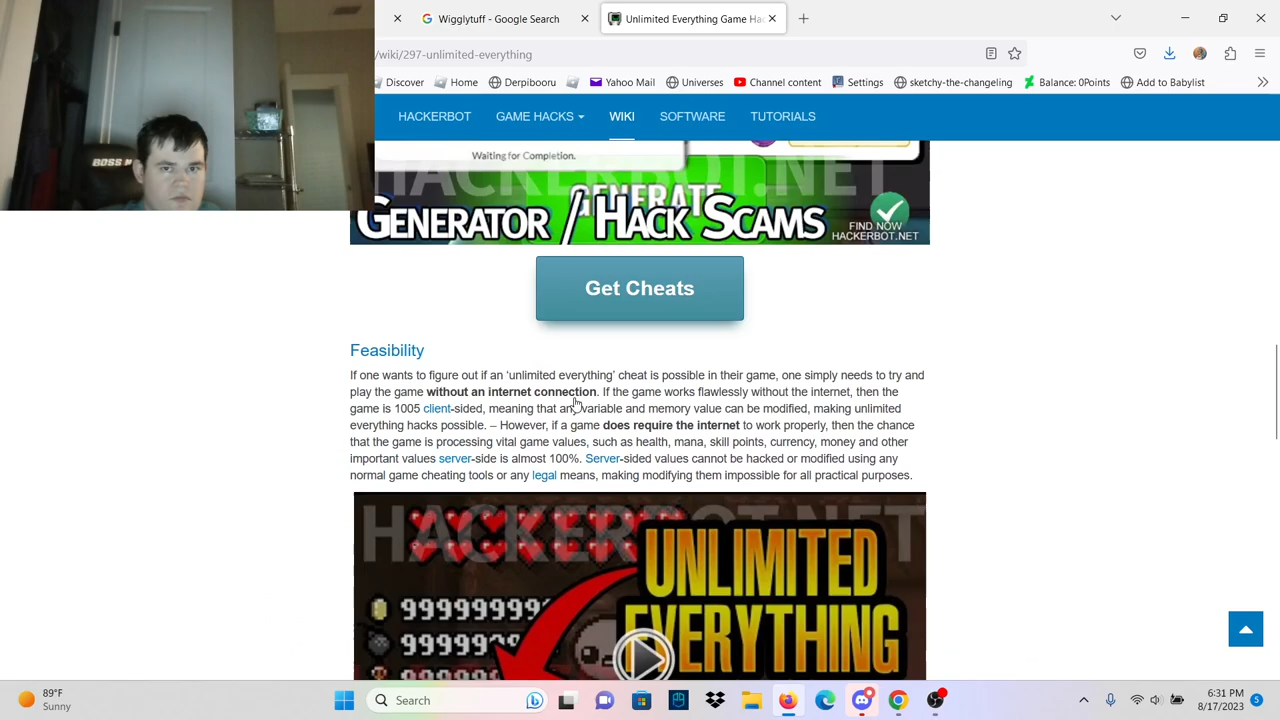 Wigglytuff - Google Search
Unlimited Everything Game Hac
/wiki/297-unlimited-everything
Discover Home Derpibooru Yahoo Mail Universes Channel content Settings sketchy-the-changeling Balance: 0Points Add to Babylist
HACKERBOT GAME HACKS WIKI SOFTWARE TUTORIALS
Waiting for Completion.
HACKERBOT.NET
GENERATE
GENERATOR / HACK SCAMS
FIND NOW
HACKERBOT.NET
Get Cheats
Feasibility
If one wants to figure out if an ‘unlimited everything’ cheat is possible in their game, one simply needs to try and
play the game without an internet connection. If the game works flawlessly without the internet, then the
game is 1005 client-sided, meaning that any variable and memory value can be modified, making unlimited
everything hacks possible. – However, if a game does require the internet to work properly, then the chance
that the game is processing vital game values, such as health, mana, skill points, currency, money and other
important values server-side is almost 100%. Server-sided values cannot be hacked or modified using any
normal game cheating tools or any legal means, making modifying them impossible for all practical purposes.
HACKERBOT.NET
UNLIMITED
EVERYTHING
99999999
999999
89°F
Sunny
Search
6:31 PM
8/17/2023
5